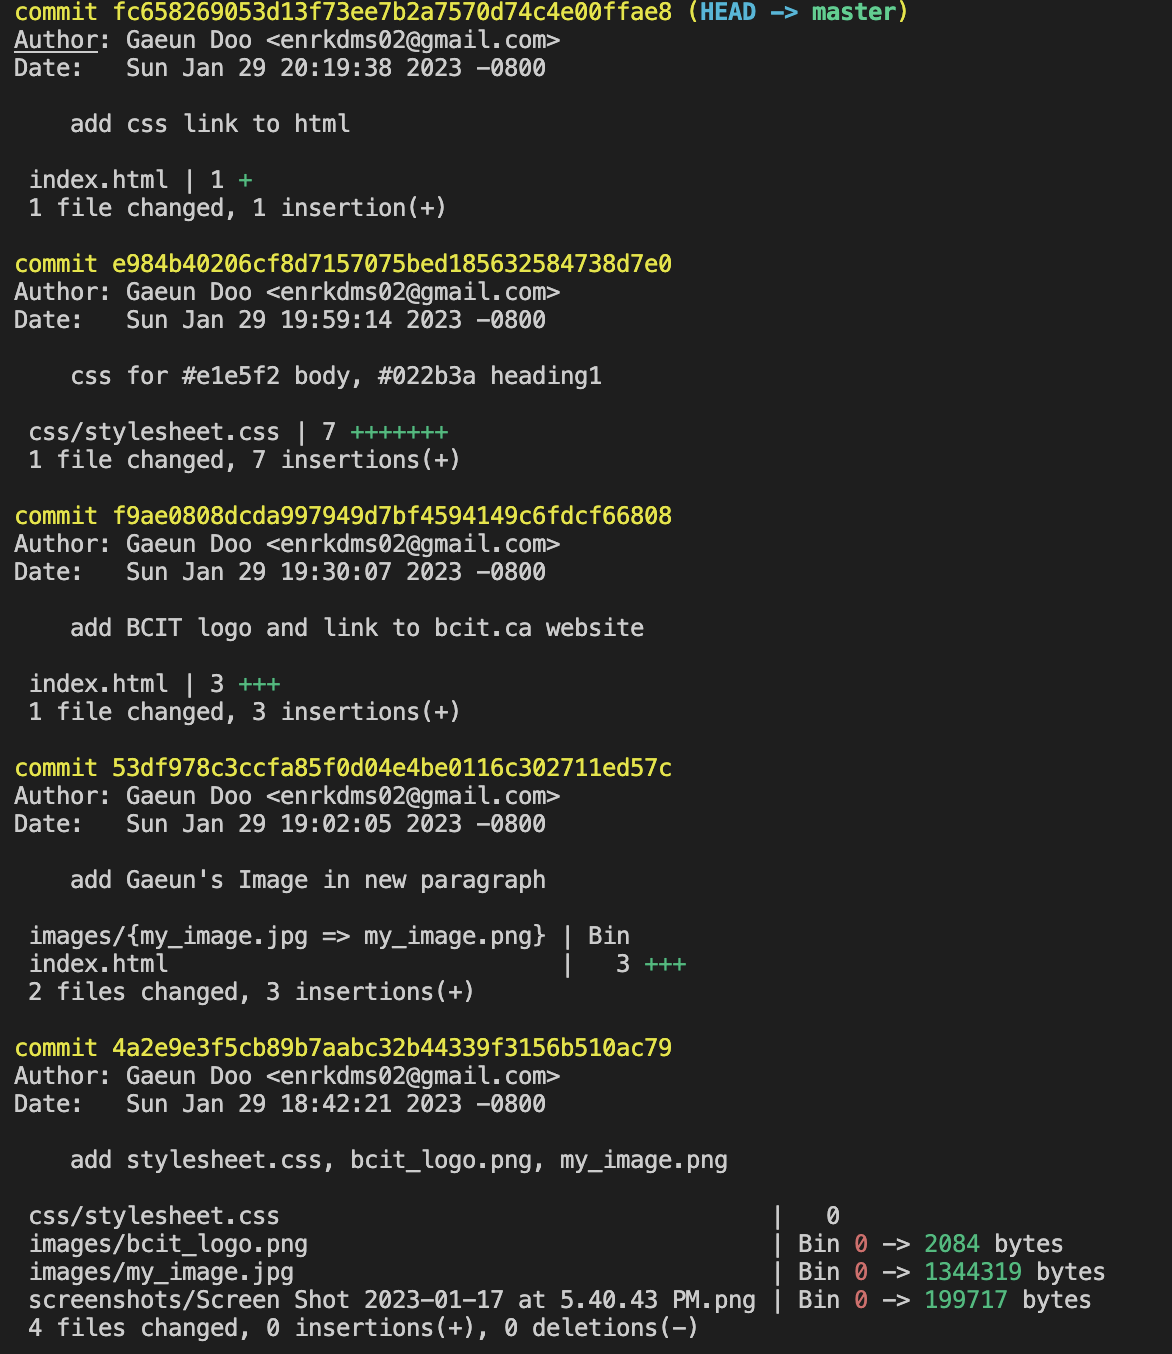 commit fc658269053d13f73ee7b2a7570d74c4e00ffae8 (HEAD -> master)
Author: Gaeun Doo <enrkdms02@gmail.com>
Date:   Sun Jan 29 20:19:38 2023 -0800
add css link to html
index.html | 1 +
1 file changed, 1 insertion(+)
commit e984b40206cf8d7157075bed185632584738d7e0
Author: Gaeun Doo <enrkdms02@gmail.com>
Date:   Sun Jan 29 19:59:14 2023 -0800
css for #e1e5f2 body, #022b3a heading1
css/stylesheet.css | 7 +++++++
1 file changed, 7 insertions(+)
commit f9ae0808dcda997949d7bf4594149c6fdcf66808
Author: Gaeun Doo <enrkdms02@gmail.com>
Date:   Sun Jan 29 19:30:07 2023 -0800
add BCIT logo and link to bcit.ca website
index.html | 3 +++
1 file changed, 3 insertions(+)
commit 53df978c3ccfa85f0d04e4be0116c302711ed57c
Author: Gaeun Doo <enrkdms02@gmail.com>
Date:   Sun Jan 29 19:02:05 2023 -0800
add Gaeun's Image in new paragraph
images/{my_image.jpg => my_image.png} | Bin
index.html                            |   3 +++
2 files changed, 3 insertions(+)
commit 4a2e9e3f5cb89b7aabc32b44339f3156b510ac79
Author: Gaeun Doo <enrkdms02@gmail.com>
Date:   Sun Jan 29 18:42:21 2023 -0800
add stylesheet.css, bcit_logo.png, my_image.png
css/stylesheet.css                                   |   0
images/bcit_logo.png                                 | Bin 0 -> 2084 bytes
images/my_image.jpg                                  | Bin 0 -> 1344319 bytes
screenshots/Screen Shot 2023-01-17 at 5.40.43 PM.png | Bin 0 -> 199717 bytes
4 files changed, 0 insertions(+), 0 deletions(-)